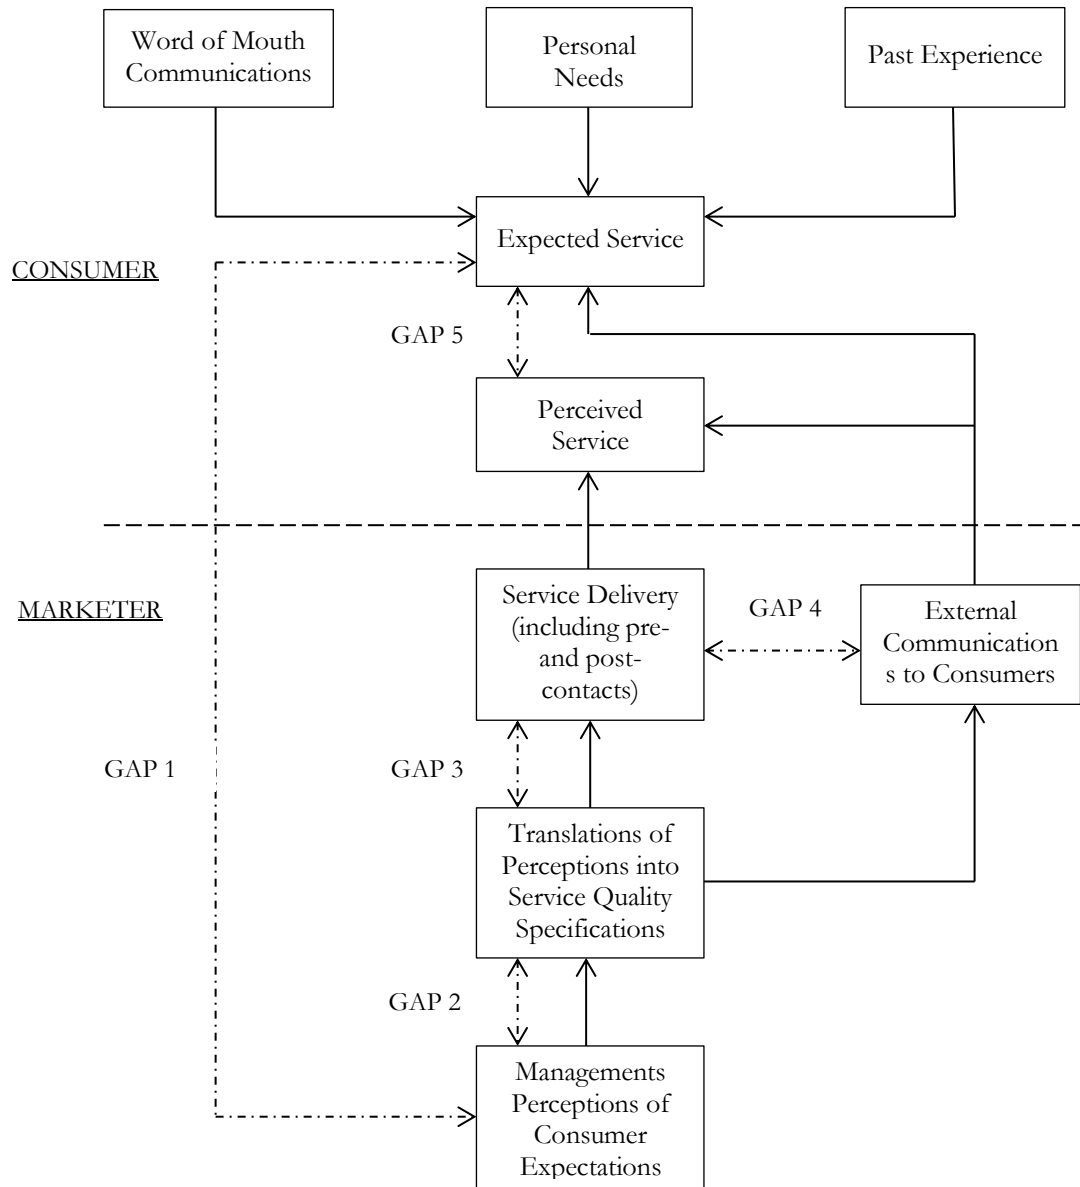 Word of Mouth
Communications
Personal
Needs
Past Experience
Expected Service
CONSUMER
GAP 5
Perceived
Service
MARKETER
Service Delivery
(including pre-
and post-
contacts)
GAP 4
External
Communication
s to Consumers
GAP 1
GAP 3
Translations of
Perceptions into
Service Quality
Specifications
GAP 2
Managements
Perceptions of
Consumer
Expectations